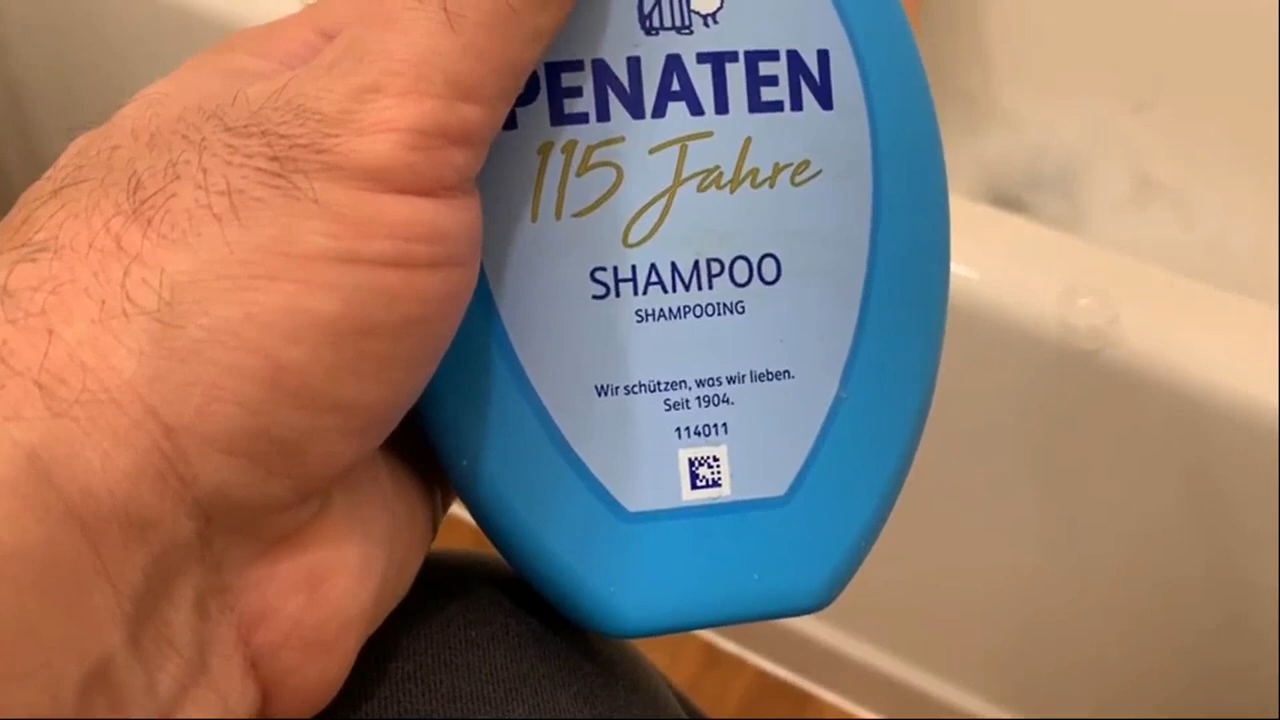 PENATEN
115 Jahre
SHAMPOO
SHAMPOOING
Wir schützen, was wir lieben.
Seit 1904.
114011